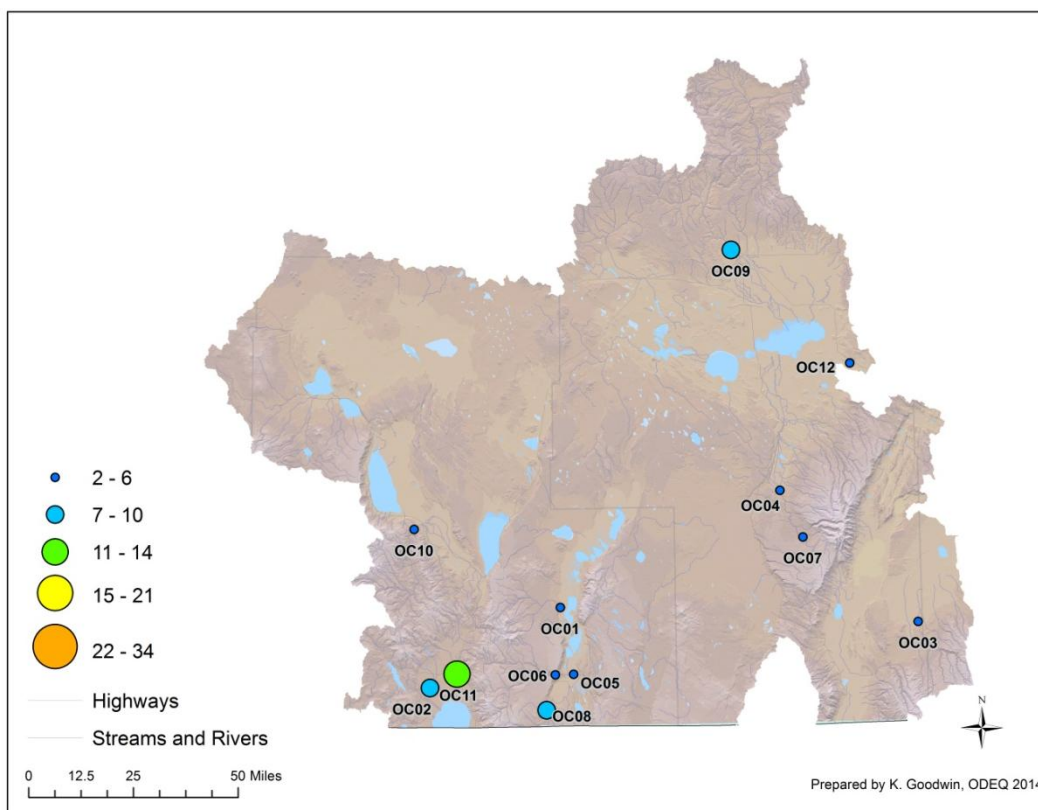 OC09
OC12
OC04
OC07
OC10
OC01
OC03
OC06
OC05
OC11
OC02
OC08
2 - 6
7 - 10
11 - 14
15 - 21
22 - 34
Highways
Streams and Rivers
0 12.5 25 50 Miles
N
Prepared by K. Goodwin, ODEQ 2014